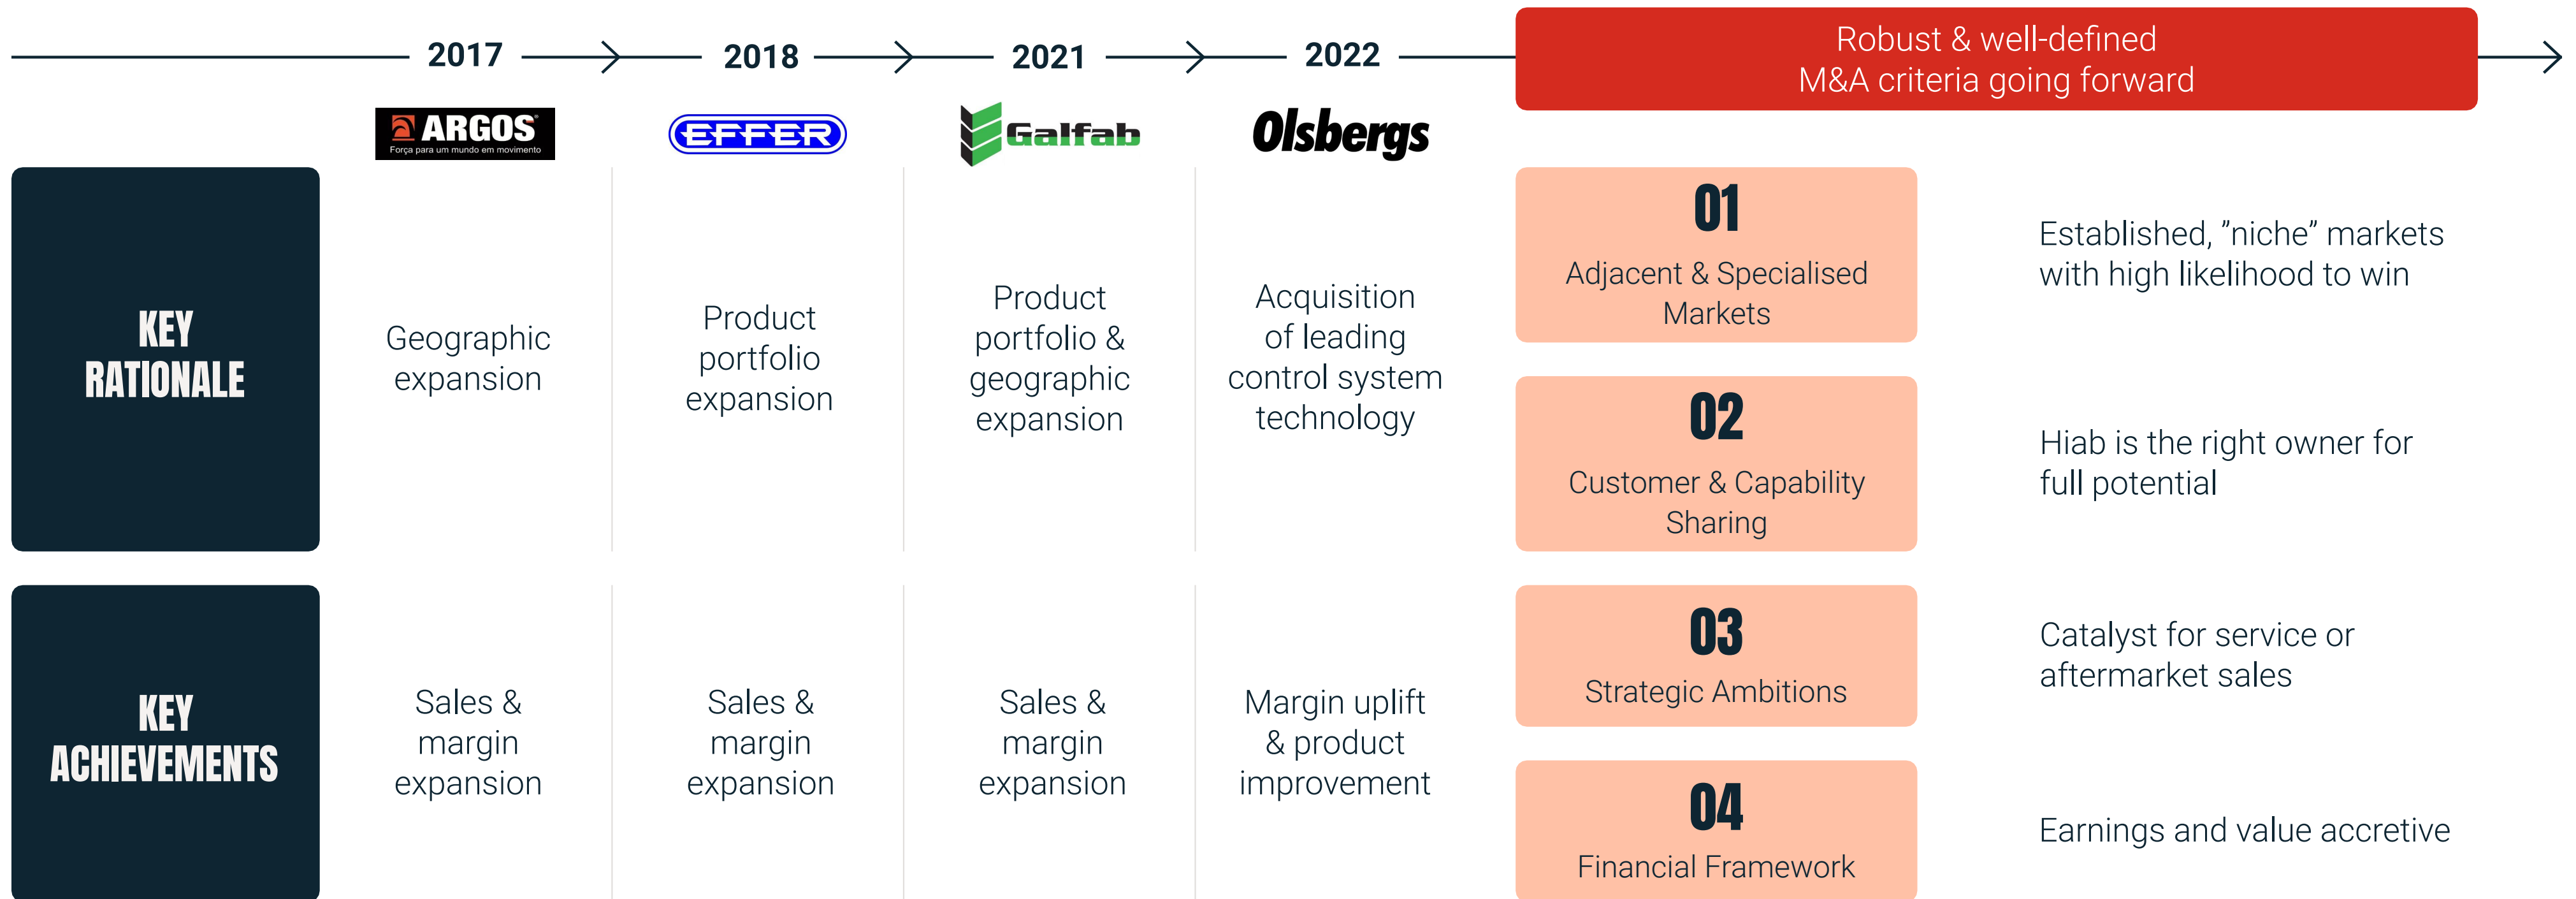 2017
2018
2021
2022
Robust & well-defined
M&A criteria going forward
ARGOS
Força para um mundo em movimento
EFFER
Galfab
Olsbergs
KEY
RATIONALE
Geographic
expansion
Product
portfolio
expansion
Product
portfolio &
geographic
expansion
Acquisition
of leading
control system
technology
KEY
ACHIEVEMENTS
Sales &
margin
expansion
Sales &
margin
expansion
Sales &
margin
expansion
Margin uplift
& product
improvement
01
Adjacent & Specialised
Markets
Established, ”niche” markets
with high likelihood to win
02
Customer & Capability
Sharing
Hiab is the right owner for
full potential
03
Strategic Ambitions
Catalyst for service or
aftermarket sales
04
Financial Framework
Earnings and value accretive